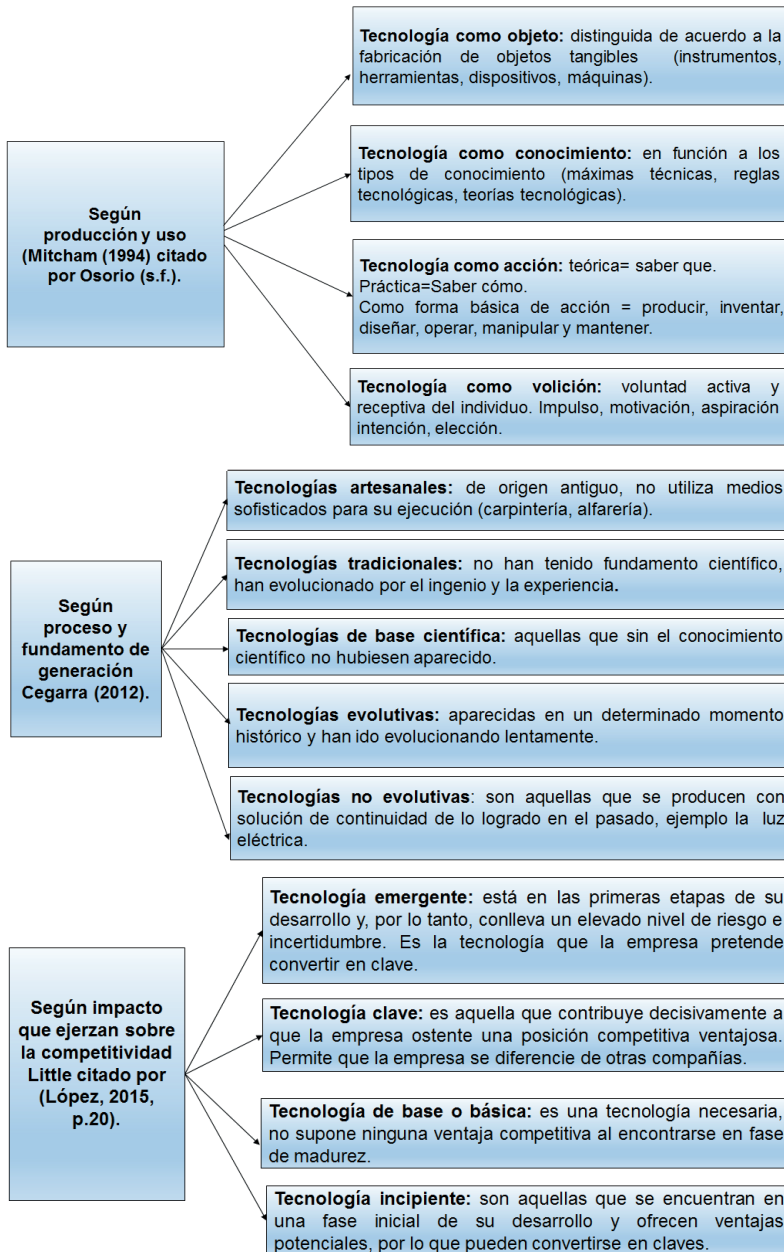 Tecnología como objeto: distinguida de acuerdo a la
fabricación de objetos tangibles (instrumentos,
herramientas, dispositivos, máquinas).
Según
producción y uso
(Mitcham (1994) citado
por Osorio (s.f.).
Tecnología como conocimiento: en función a los
tipos de conocimiento (máximas técnicas, reglas
tecnológicas, teorías tecnológicas).
Tecnología como acción: teórica= saber que.
Práctica=Saber cómo.
Como forma básica de acción = producir, inventar,
diseñar, operar, manipular y mantener.
Tecnología como volición: voluntad activa y
receptiva del individuo. Impulso, motivación, aspiración
intención, elección.
Según
proceso y
fundamento de
generación
Cegarra (2012).
Tecnologías artesanales: de origen antiguo, no utiliza medios
sofisticados para su ejecución (carpintería, alfarería).
Tecnologías tradicionales: no han tenido fundamento científico,
han evolucionado por el ingenio y la experiencia.
Tecnologías de base científica: aquellas que sin el conocimiento
científico no hubiesen aparecido.
Tecnologías evolutivas: aparecidas en un determinado momento
histórico y han ido evolucionando lentamente.
Tecnologías no evolutivas: son aquellas que se producen con
solución de continuidad de lo logrado en el pasado, ejemplo la luz
eléctrica.
Según impacto
que ejerzan sobre
la competitividad
Little citado por
(López, 2015,
p.20).
Tecnología emergente: está en las primeras etapas de su
desarrollo y, por lo tanto, conlleva un elevado nivel de riesgo e
incertidumbre. Es la tecnología que la empresa pretende
convertir en clave.
Tecnología clave: es aquella que contribuye decisivamente a
que la empresa ostente una posición competitiva ventajosa.
Permite que la empresa se diferencie de otras compañías.
Tecnología de base o básica: es una tecnología necesaria,
no supone ninguna ventaja competitiva al encontrarse en fase
de madurez.
Tecnología incipiente: son aquellas que se encuentran en
una fase inicial de su desarrollo y ofrecen ventajas
potenciales, por lo que pueden convertirse en claves.